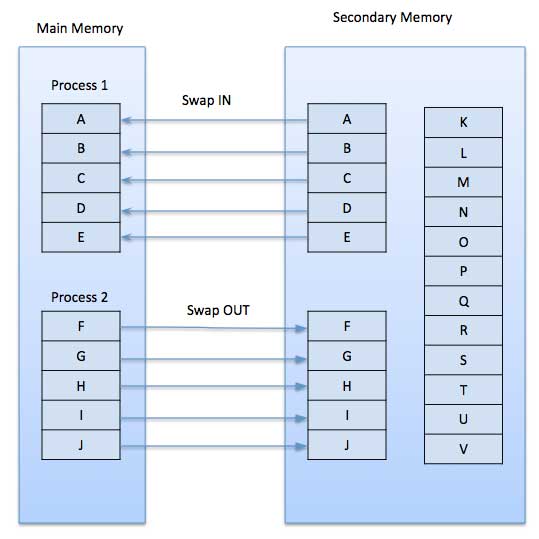 Main Memory
Secondary Memory
Process 1
Swap IN
A
B
C
D
E
A
B
C
D
E
Process 2
Swap OUT
F
G
H
I
J
F
G
H
I
J
K
L
M
N
O
P
Q
R
S
T
U
V